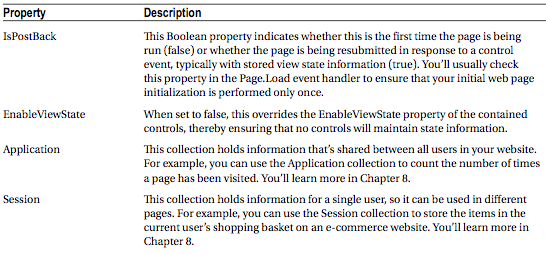 Property Description
IsPostBack This Boolean property indicates whether this is the first time the page is being
run (false) or whether the page is being resubmitted in response to a control
event, typically with stored view state information (true). You'll usually check
this property in the Page.Load event handler to ensure that your initial web page
initialization is performed only once.
EnableViewState When set to false, this overrides the EnableViewState property of the contained
controls, thereby ensuring that no controls will maintain state information.
Application This collection holds information that's shared between all users in your website.
For example, you can use the Application collection to count the number of times
a page has been visited. You'll learn more in Chapter 8.
Session This collection holds information for a single user, so it can be used in different
pages. For example, you can use the Session collection to store the items in the
current user's shopping basket on an e-commerce website. You'll learn more in
Chapter 8.